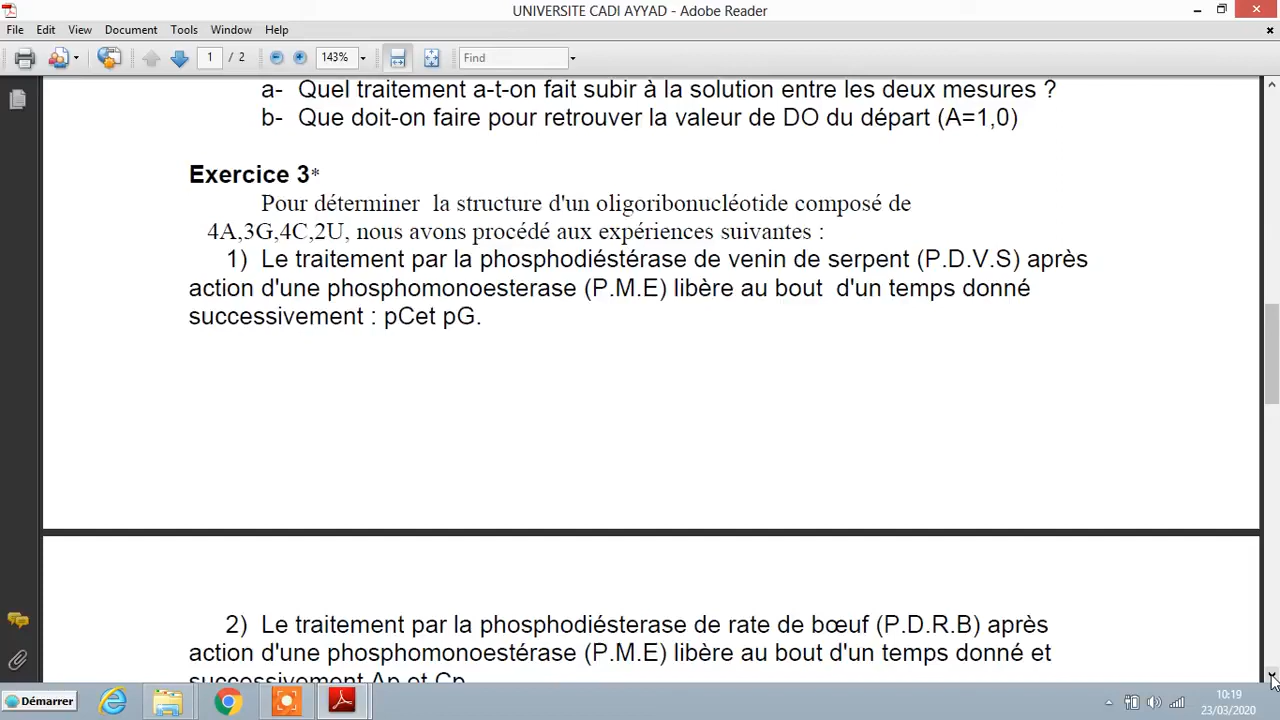 UNIVERSITE CADI AYYAD - Adobe Reader
File Edit View Document Tools Window Help
1 / 2 143% Find
a- Quel traitement a-t-on fait subir à la solution entre les deux mesures ?
b- Que doit-on faire pour retrouver la valeur de DO du départ (A=1,0)
Exercice 3*
Pour déterminer la structure d'un oligoribonucléotide composé de
4A,3G,4C,2U, nous avons procédé aux expériences suivantes :
1) Le traitement par la phosphodiéstérase de venin de serpent (P.D.V.S) après
action d'une phosphomonoesterase (P.M.E) libère au bout d'un temps donné
successivement : pCet pG.
2) Le traitement par la phosphodiésterase de rate de bœuf (P.D.R.B) après
action d'une phosphomonoestérase (P.M.E) libère au bout d'un temps donné et
successivement Ap et Cp
Démarrer
10:19
23/03/2020